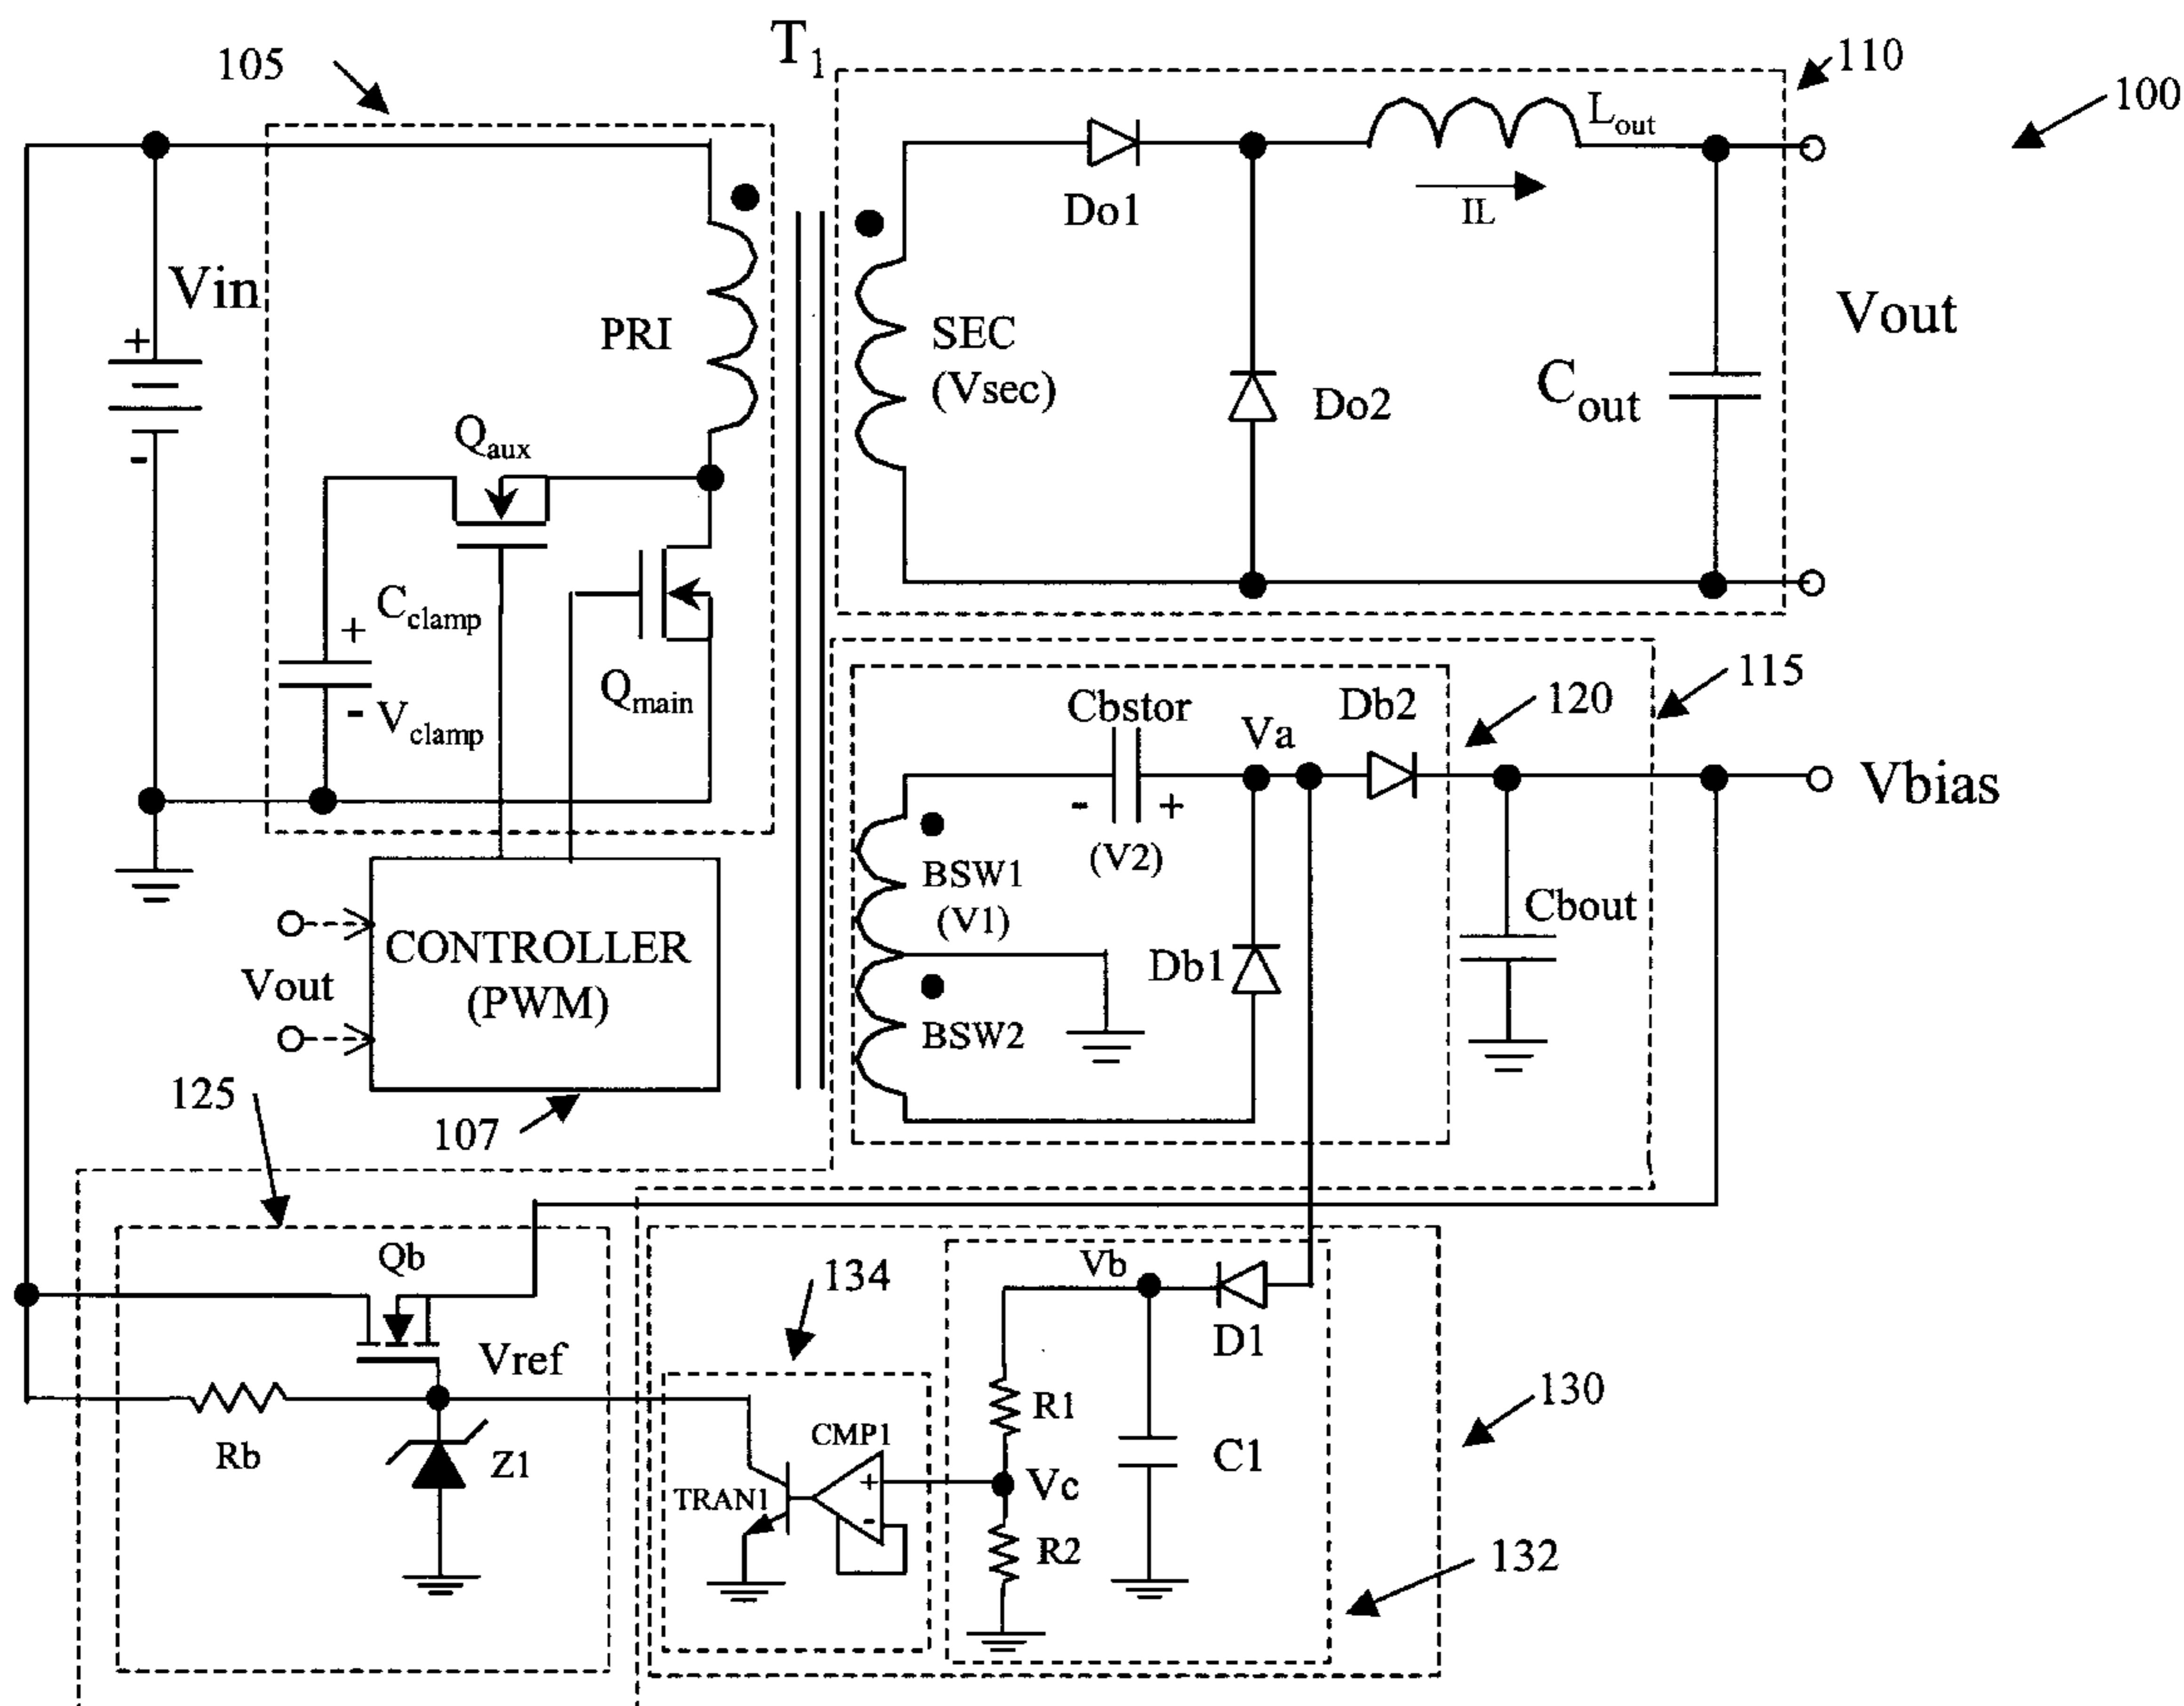 T1
105
110
100
Lout
Do1
IL
Vin
+
PRI
SEC
(Vsec)
Do2
Cout
Vout
-
Qaux
Cclamp
+
Qmain
- Vclamp
115
120
Cbstor
Va
Db2
- +
(V2)
Vbias
BSW1
(V1)
Cbout
Db1
BSW2
CONTROLLER
(PWM)
Vout
107
125
Qb
134
Vb
D1
Vref
R1
130
CMP1
C1
Rb
Z1
+
TRAN1
Vc
-
R2
132